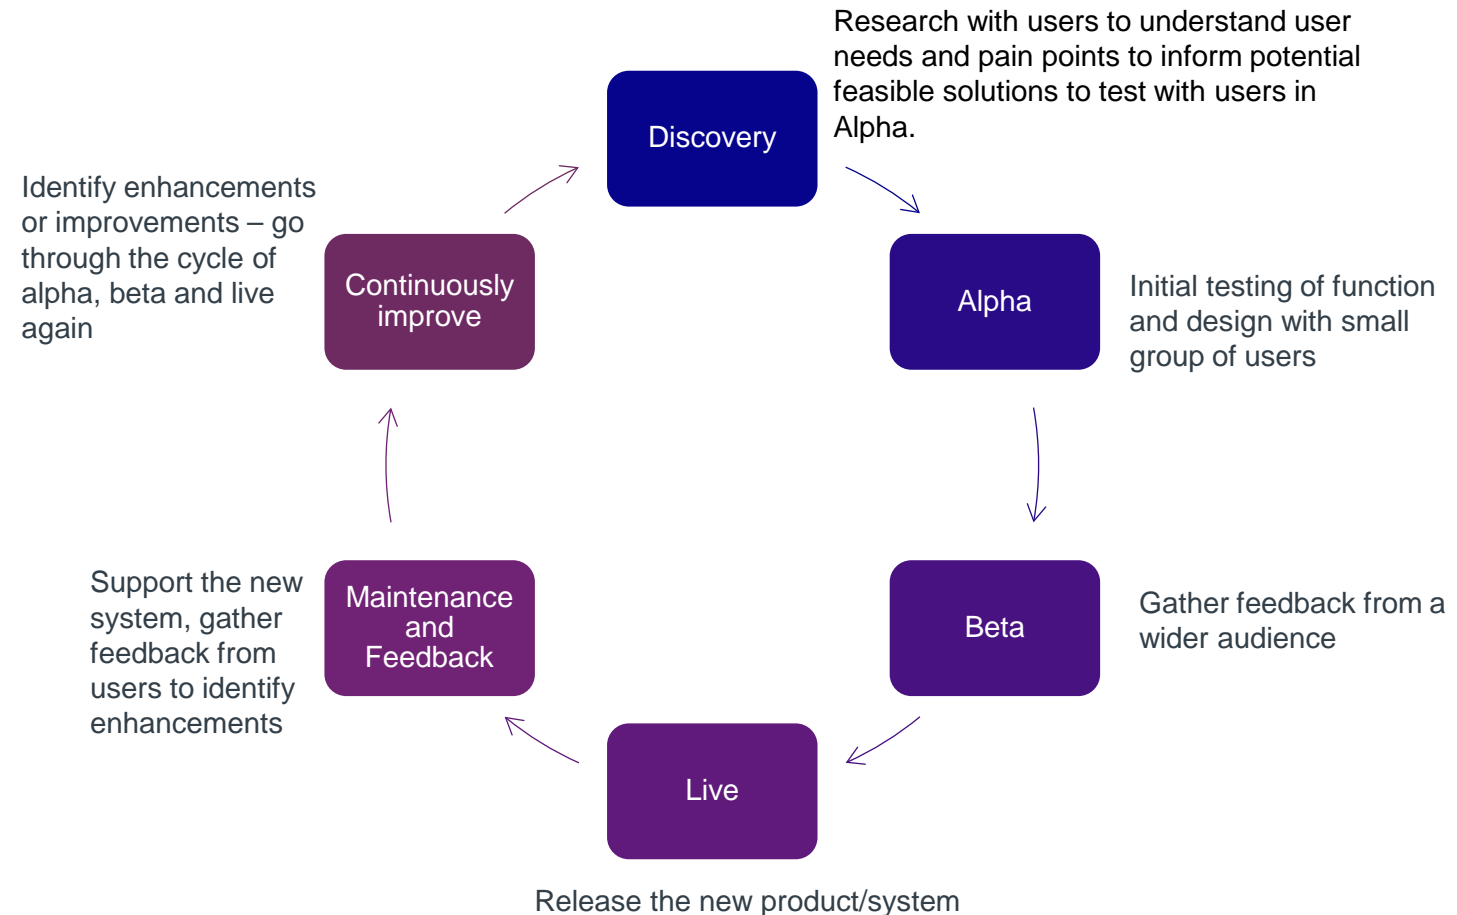 Research with users to understand user
needs and pain points to inform potential
feasible solutions to test with users in
Alpha.
Discovery
Identify enhancements
or improvements – go
through the cycle of
alpha, beta and live
again
Continuously
improve
Alpha
Initial testing of function
and design with small
group of users
Support the new
system, gather
feedback from
users to identify
enhancements
Maintenance
and
Feedback
Beta
Gather feedback from a
wider audience
Live
Release the new product/system